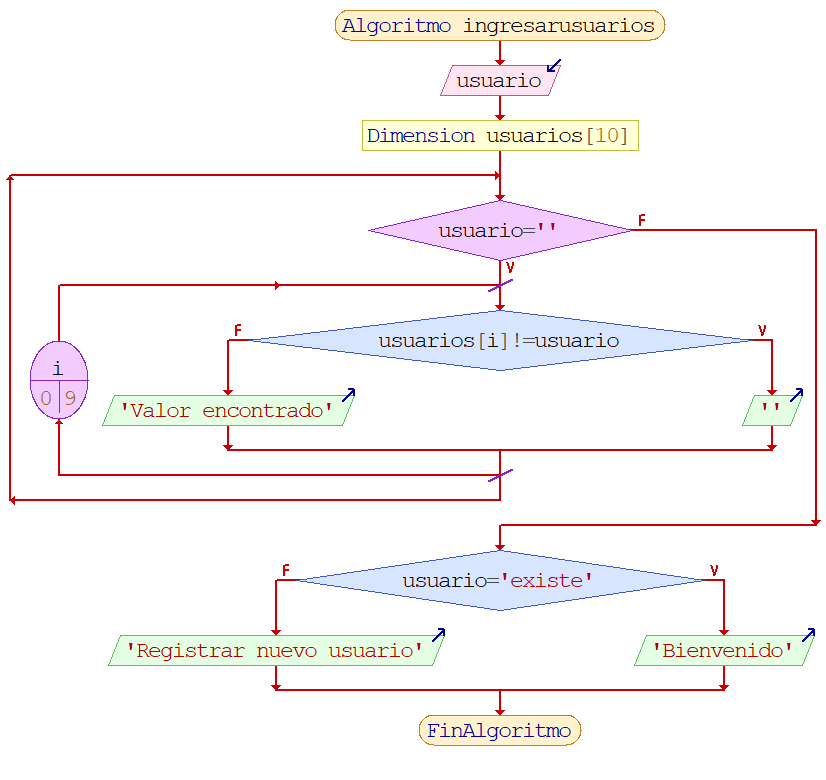 Algoritmo ingresarusuarios
usuario
Dimension usuarios[10]
usuario=''
F
V
usuarios[i]!=usuario
F
V
i
0 9
'Valor encontrado'
''
usuario='existe'
F
V
'Registrar nuevo usuario'
'Bienvenido'
FinAlgoritmo